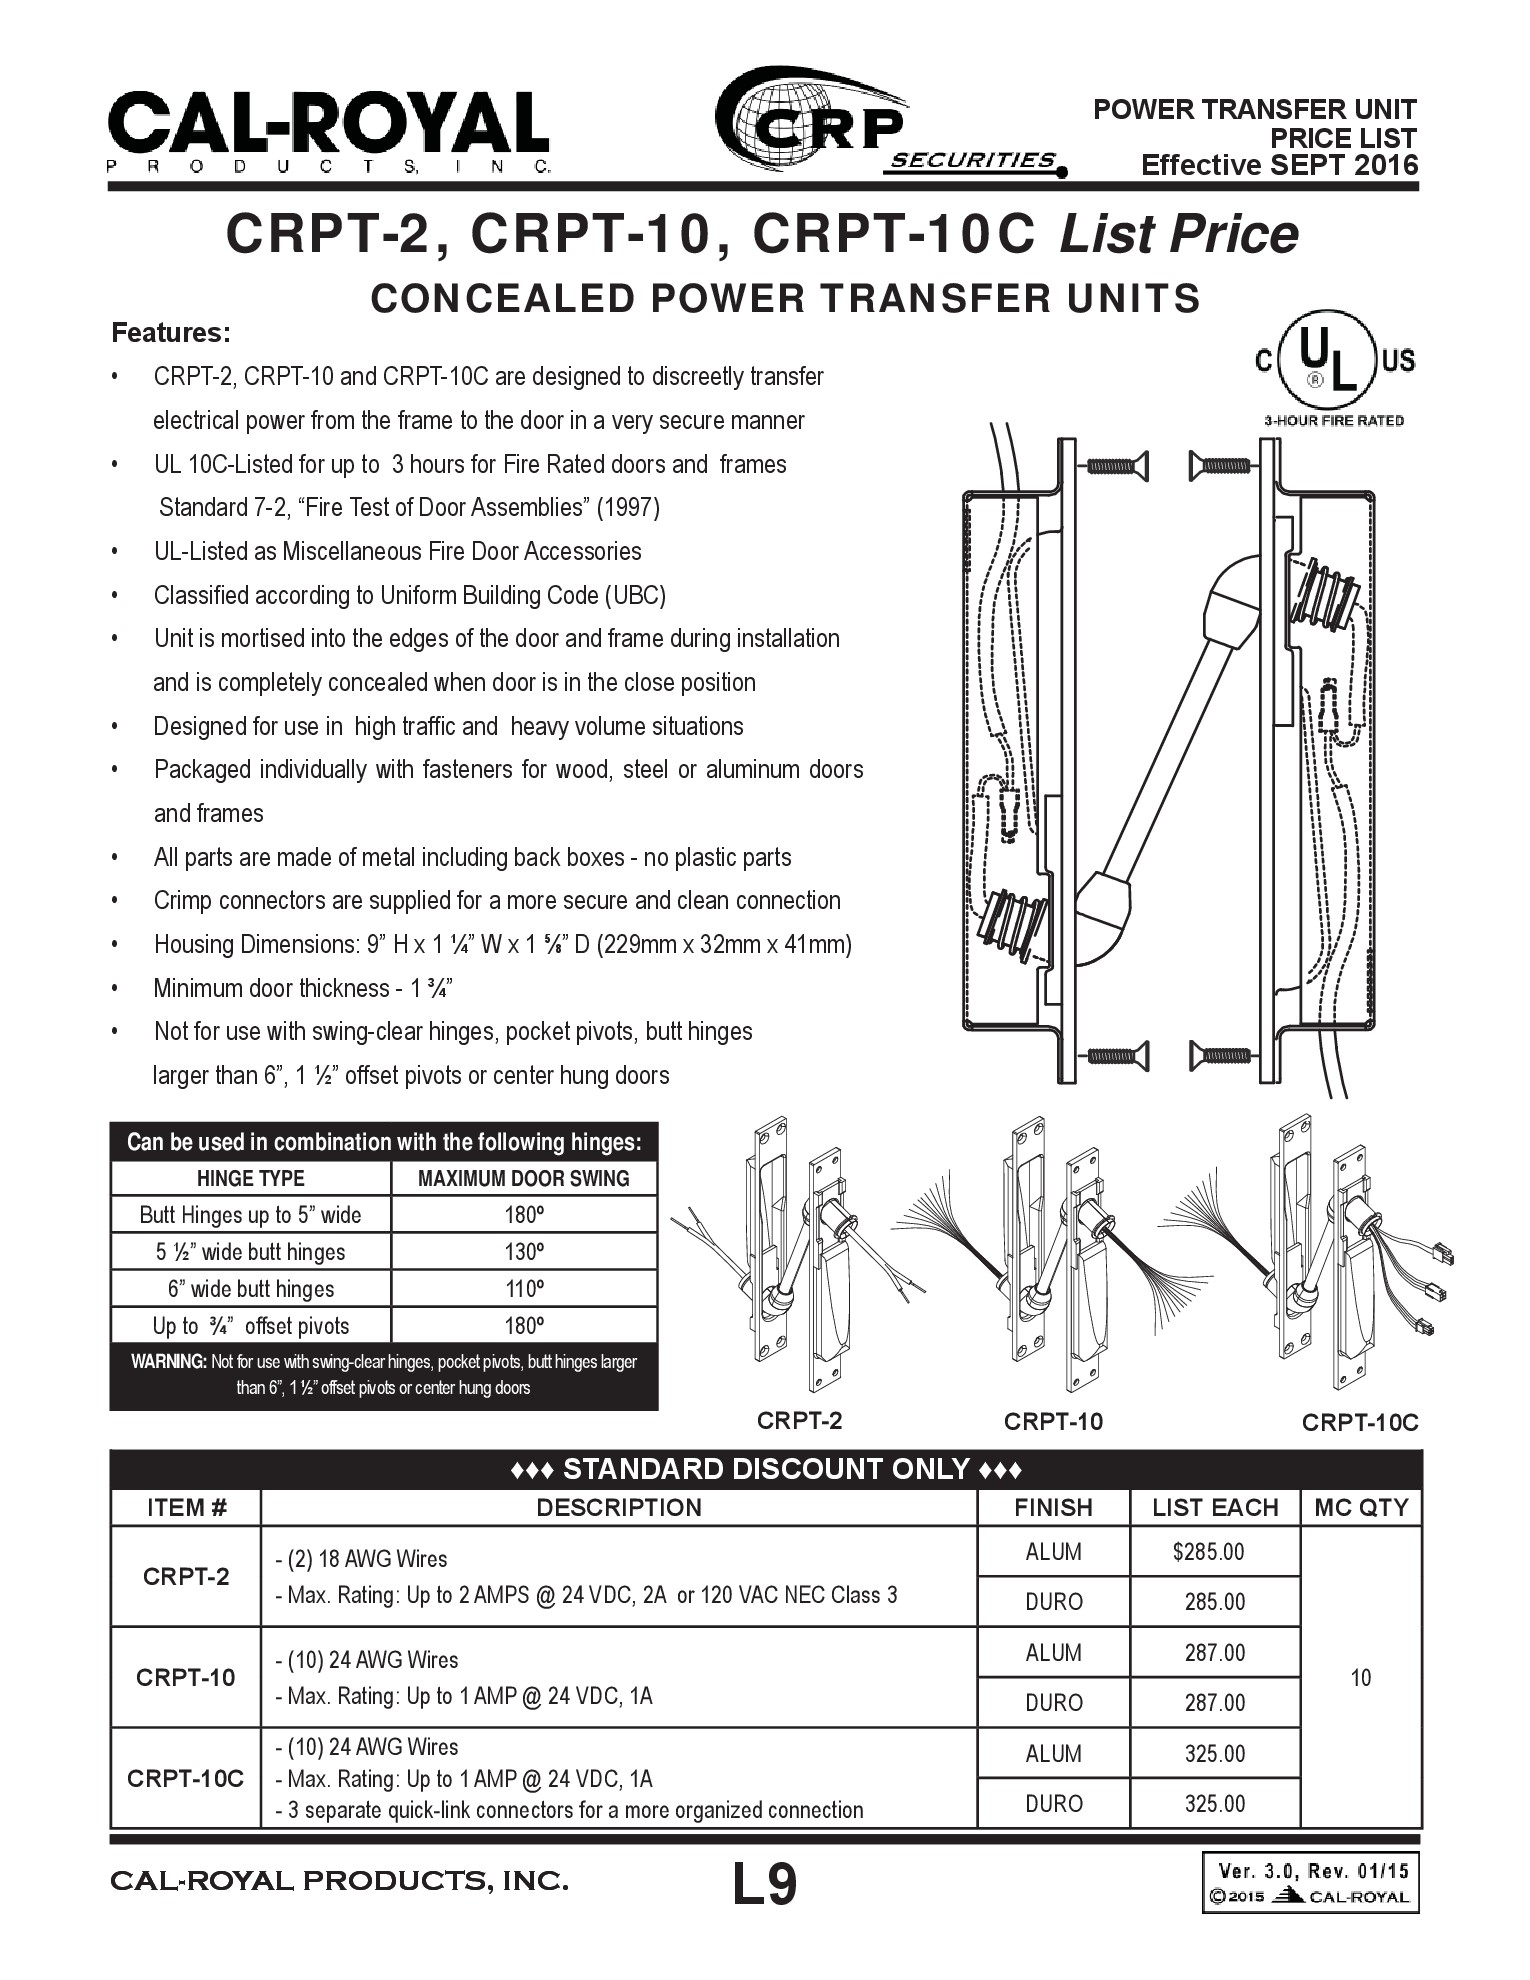 CAL-ROYAL
PRODUCTS, INC.
CRP
SECURITIES
POWER TRANSFER UNIT
PRICE LIST
Effective SEPT 2016
CRPT-2, CRPT-10, CRPT-10C List Price
CONCEALED POWER TRANSFER UNITS
Features:
C UL US
®
3-HOUR FIRE RATED
• CRPT-2, CRPT-10 and CRPT-10C are designed to discreetly transfer
electrical power from the frame to the door in a very secure manner
• UL 10C-Listed for up to 3 hours for Fire Rated doors and frames
Standard 7-2, “Fire Test of Door Assemblies” (1997)
• UL-Listed as Miscellaneous Fire Door Accessories
• Classified according to Uniform Building Code (UBC)
• Unit is mortised into the edges of the door and frame during installation
and is completely concealed when door is in the close position
• Designed for use in high traffic and heavy volume situations
• Packaged individually with fasteners for wood, steel or aluminum doors
and frames
• All parts are made of metal including back boxes - no plastic parts
• Crimp connectors are supplied for a more secure and clean connection
• Housing Dimensions: 9” H x 1 ¼” W x 1 ⅝” D (229mm x 32mm x 41mm)
• Minimum door thickness - 1 ¾”
• Not for use with swing-clear hinges, pocket pivots, butt hinges
larger than 6”, 1 ½” offset pivots or center hung doors
Can be used in combination with the following hinges:
HINGE TYPE MAXIMUM DOOR SWING
Butt Hinges up to 5” wide 180º
5 ½” wide butt hinges 130º
6” wide butt hinges 110º
Up to ¾” offset pivots 180º
WARNING: Not for use with swing-clear hinges, pocket pivots, butt hinges larger
than 6”, 1 ½” offset pivots or center hung doors
CRPT-2 CRPT-10 CRPT-10C
♦♦♦ STANDARD DISCOUNT ONLY ♦♦♦
ITEM # DESCRIPTION FINISH LIST EACH MC QTY
CRPT-2
- (2) 18 AWG Wires
- Max. Rating: Up to 2 AMPS @ 24 VDC, 2A or 120 VAC NEC Class 3
ALUM $285.00
DURO 285.00
CRPT-10
- (10) 24 AWG Wires
- Max. Rating: Up to 1 AMP @ 24 VDC, 1A
ALUM 287.00
DURO 287.00
10
CRPT-10C
- (10) 24 AWG Wires
- Max. Rating: Up to 1 AMP @ 24 VDC, 1A
- 3 separate quick-link connectors for a more organized connection
ALUM 325.00
DURO 325.00
CAL-ROYAL PRODUCTS, INC.
L9
Ver. 3.0, Rev. 01/15
©2015 CAL-ROYAL